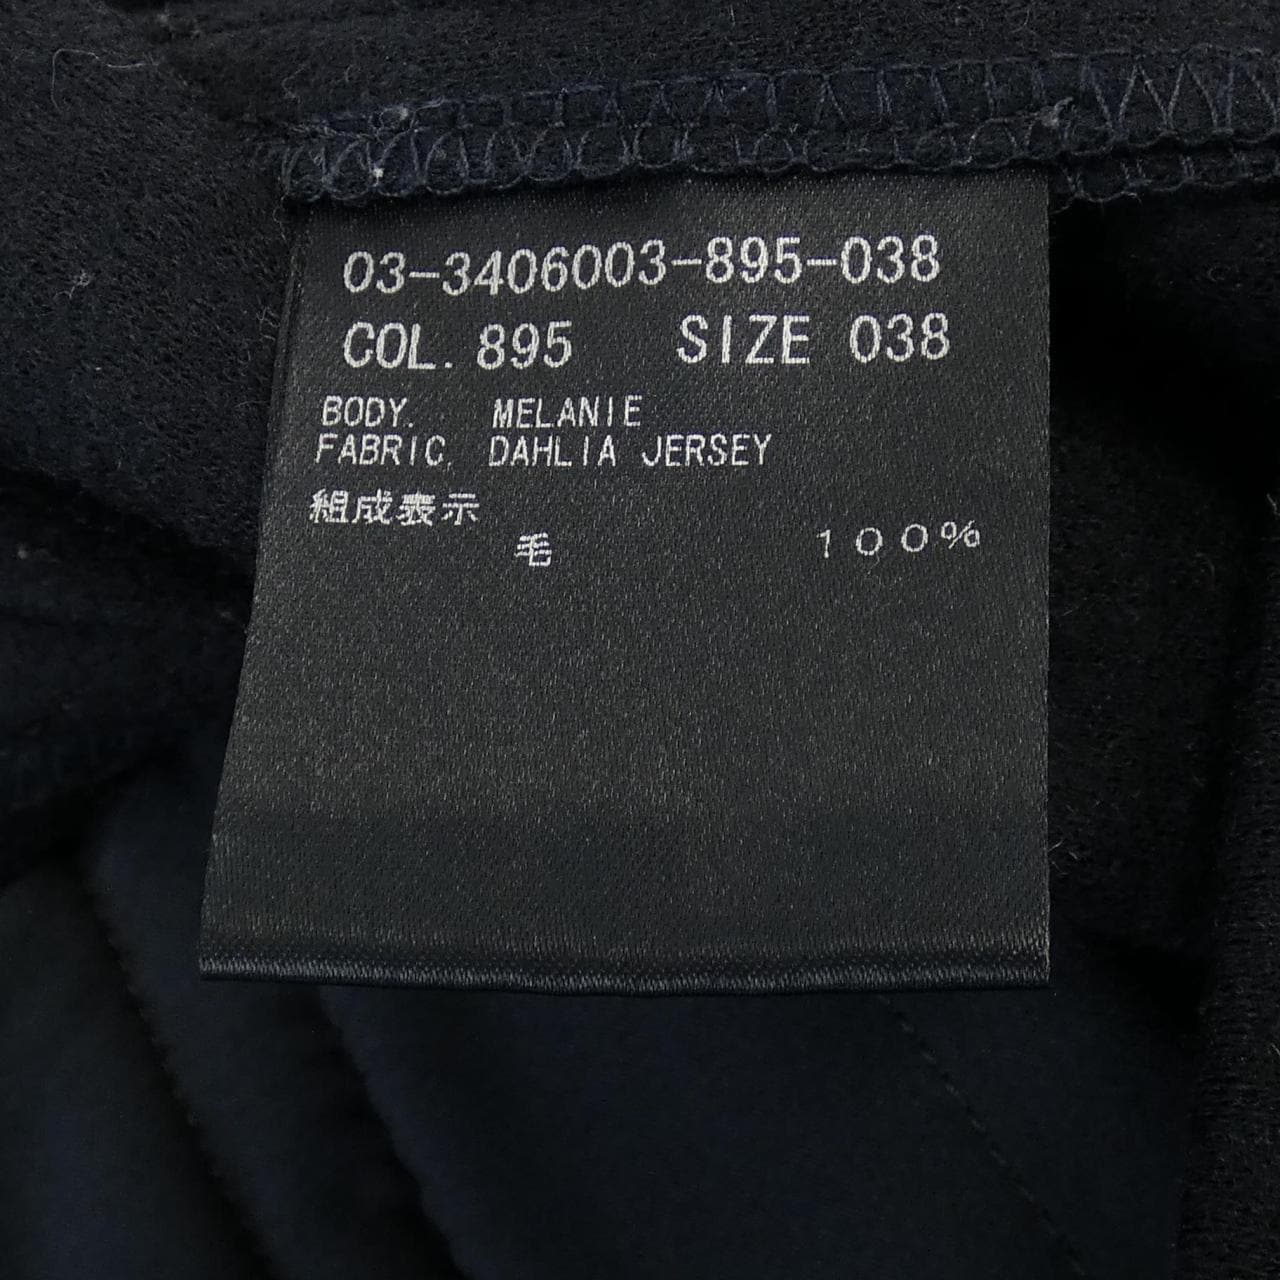 03-3406003-895-038
COL. 895 SIZE 038
BODY. MELANIE
FABRIC. DAHLIA JERSEY
組成表示
毛 100%